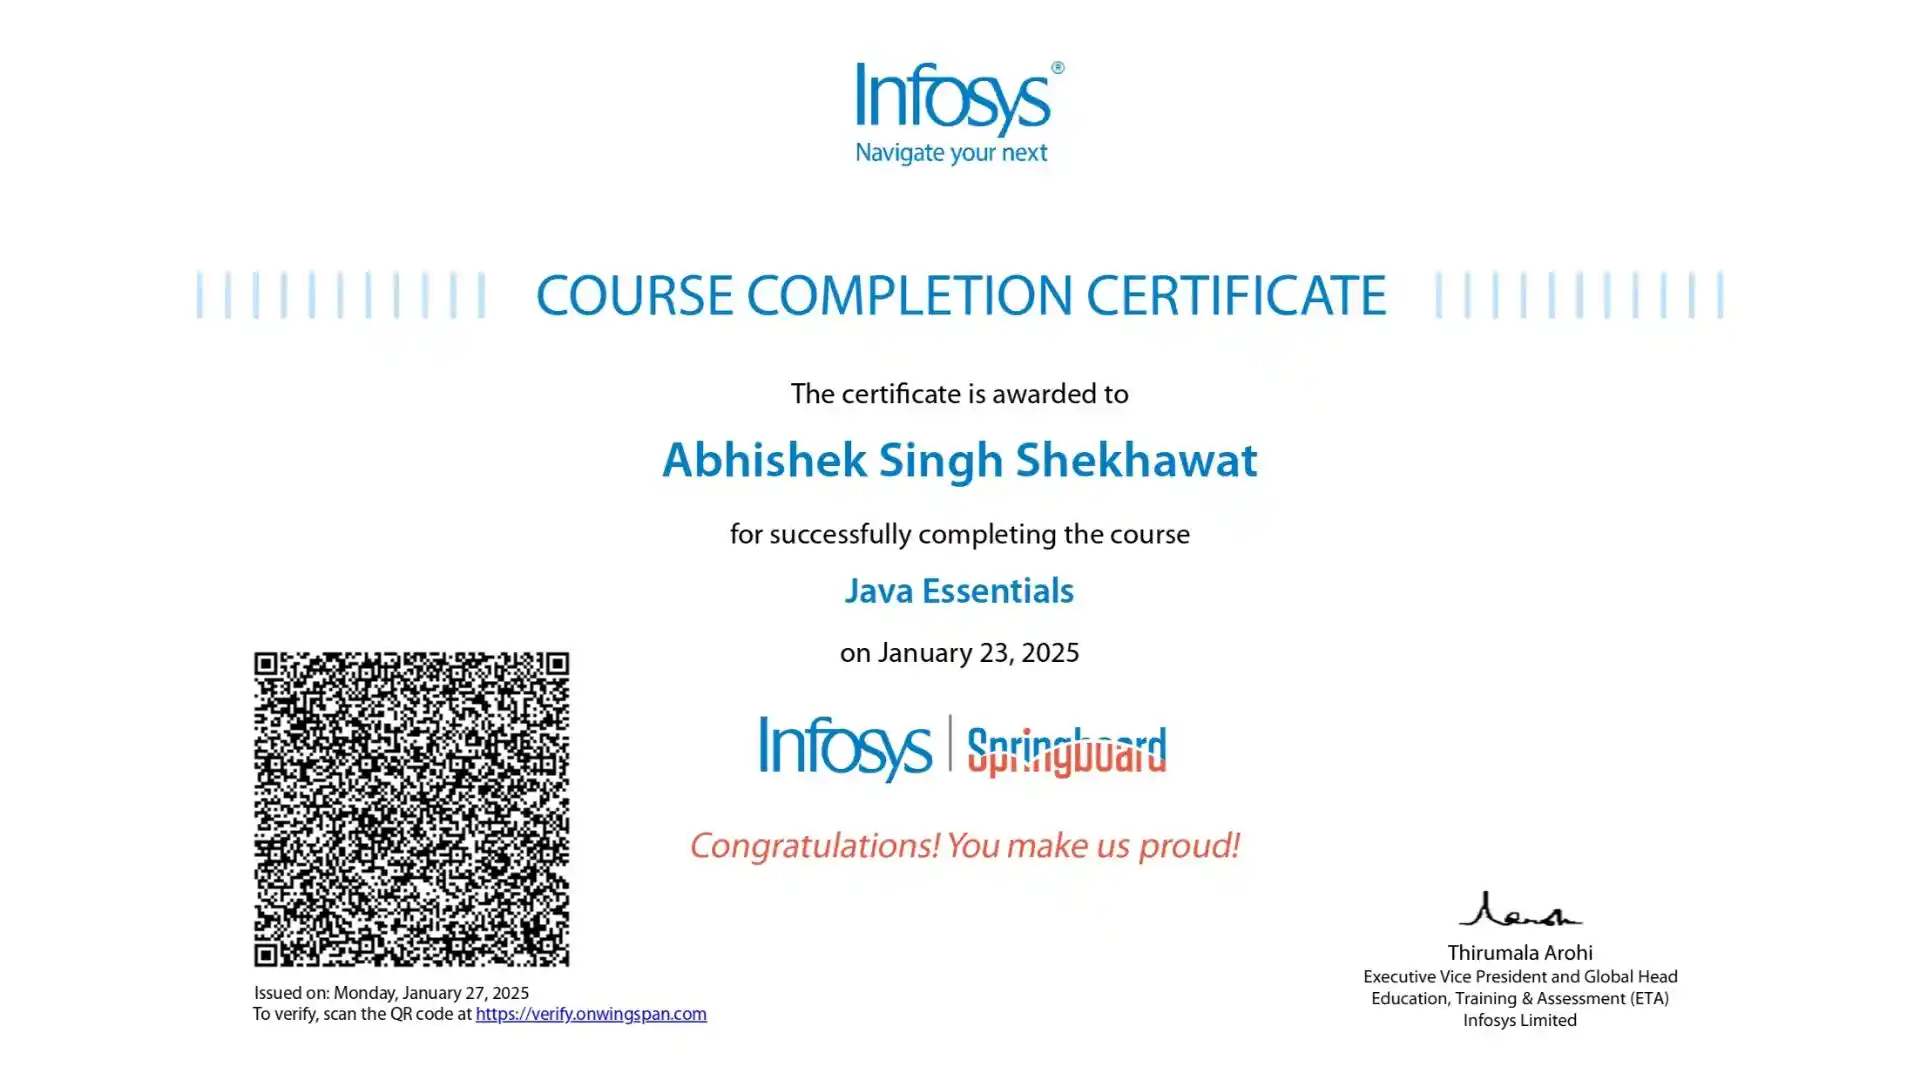 Infosys®
Navigate your next
COURSE COMPLETION CERTIFICATE
The certificate is awarded to
Abhishek Singh Shekhawat
for successfully completing the course
Java Essentials
on January 23, 2025
Infosys | Springboard
Congratulations! You make us proud!
Issued on: Monday, January 27, 2025
To verify, scan the QR code at https://verify.onwingspan.com
Thirumala Arohi
Executive Vice President and Global Head
Education, Training & Assessment (ETA)
Infosys Limited